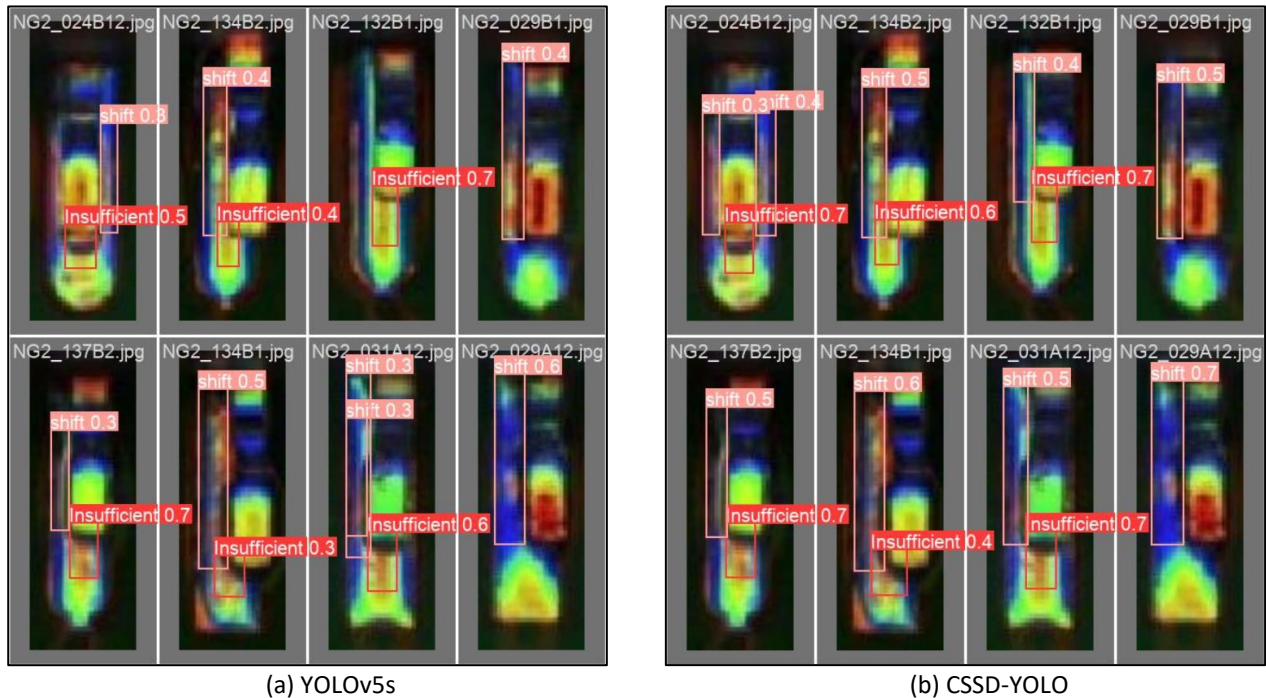 NG2_024B12.jpg NG2_134B2.jpg NG2_132B1.jpg NG2_029B1.jpg
shift 0.3 shift 0.4 shift 0.4
Insufficient 0.5 Insufficient 0.4 Insufficient 0.7
NG2_137B2.jpg NG2_134B1.jpg NG2_031A12.jpg NG2_029A12.jpg
shift 0.3 shift 0.5 shift 0.3 shift 0.6
shift 0.3
Insufficient 0.7 Insufficient 0.3 Insufficient 0.6
(a) YOLOv5s
NG2_024B12.jpg NG2_134B2.jpg NG2_132B1.jpg NG2_029B1.jpg
shift 0.3 shift 0.4 shift 0.5 shift 0.4 shift 0.5
Insufficient 0.7 Insufficient 0.6 Insufficient 0.7
NG2_137B2.jpg NG2_134B1.jpg NG2_031A12.jpg NG2_029A12.jpg
shift 0.5 shift 0.6 shift 0.5 shift 0.7
Insufficient 0.7 Insufficient 0.4 nsufficient 0.7
(b) CSSD-YOLO